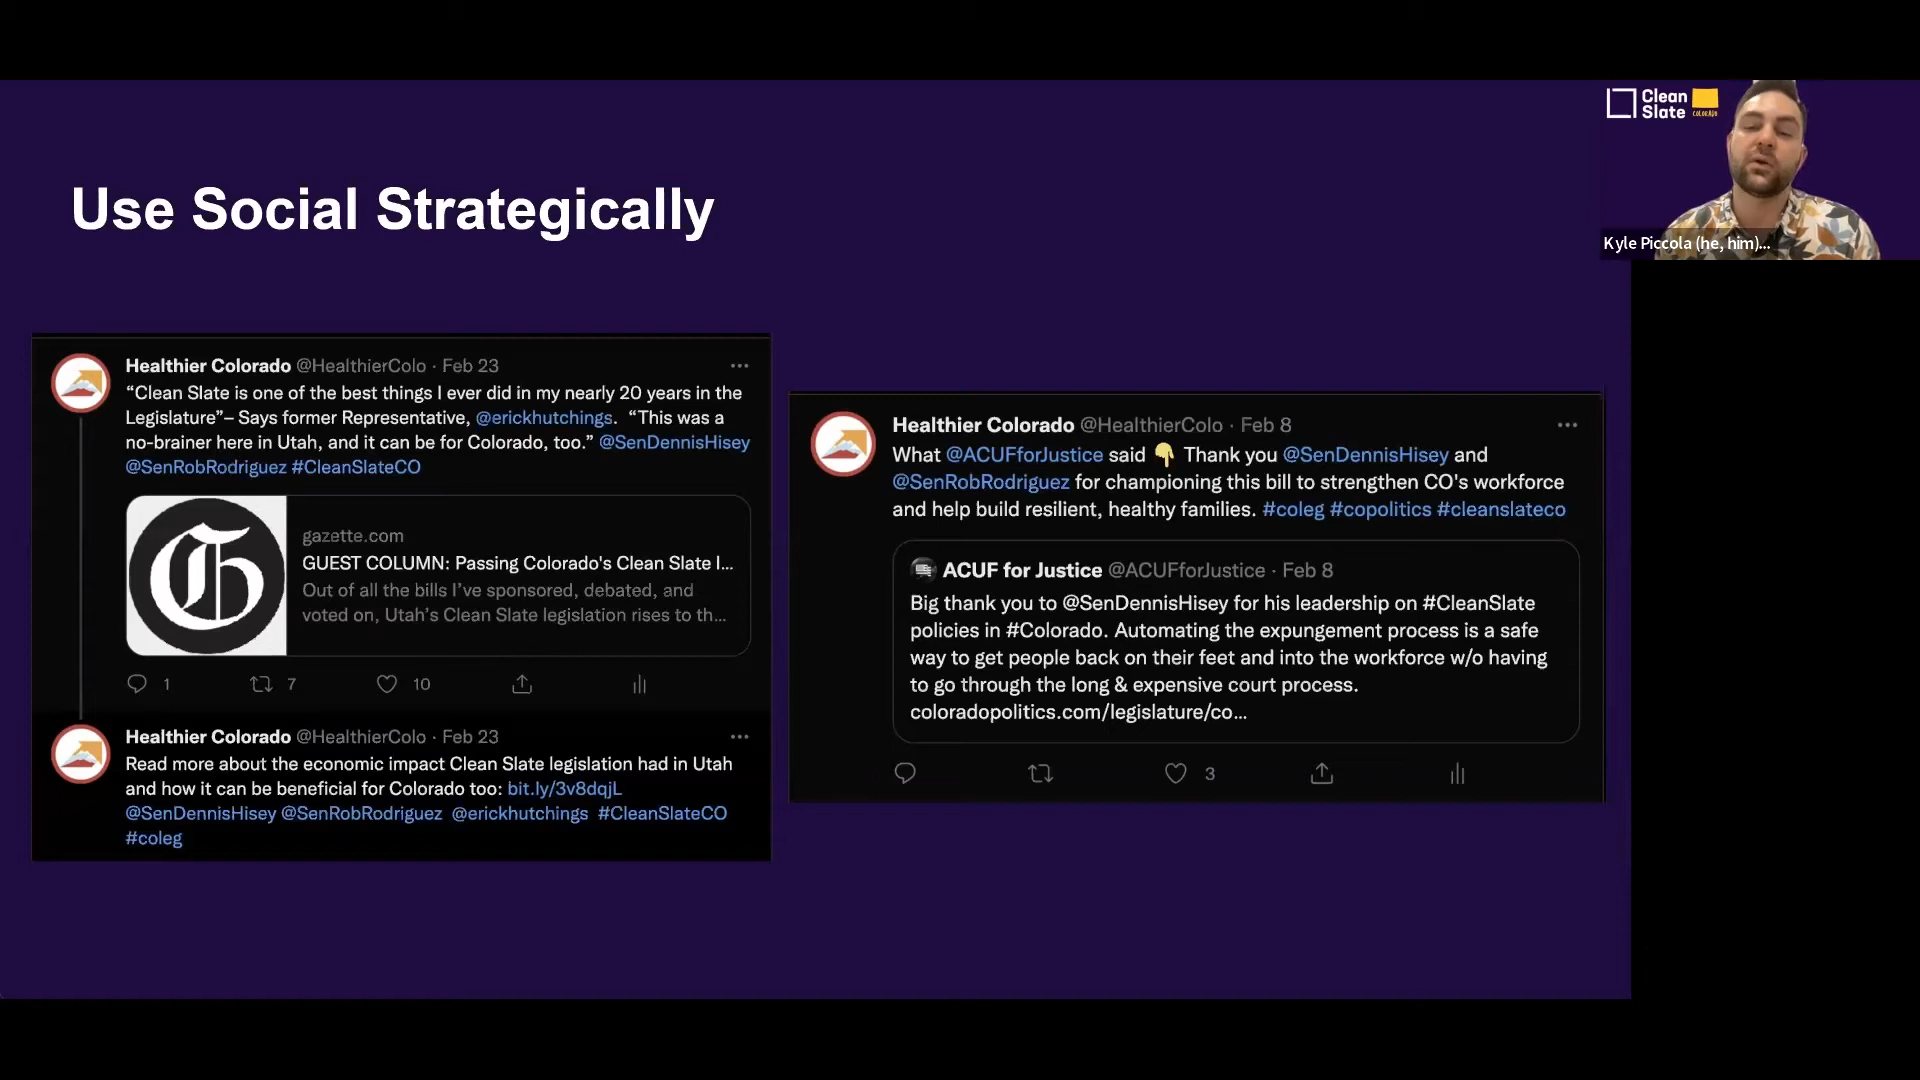 Clean
Slate
COLORADO
Kyle Piccola (he, him)...
Use Social Strategically
Healthier Colorado @HealthierColo · Feb 23
“Clean Slate is one of the best things I ever did in my nearly 20 years in the
Legislature”– Says former Representative, @erickhutchings. “This was a
no-brainer here in Utah, and it can be for Colorado, too.” @SenDennisHisey
@SenRobRodriguez #CleanSlateCO
G
gazette.com
GUEST COLUMN: Passing Colorado's Clean Slate l...
Out of all the bills I’ve sponsored, debated, and
voted on, Utah’s Clean Slate legislation rises to th...
1 7 10
Healthier Colorado @HealthierColo · Feb 23
Read more about the economic impact Clean Slate legislation had in Utah
and how it can be beneficial for Colorado too: bit.ly/3v8dqjL
@SenDennisHisey @SenRobRodriguez @erickhutchings #CleanSlateCO
#coleg
Healthier Colorado @HealthierColo · Feb 8
What @ACUFforJustice said 👇 Thank you @SenDennisHisey and
@SenRobRodriguez for championing this bill to strengthen CO's workforce
and help build resilient, healthy families. #coleg #copolitics #cleanslateco
ACUF for Justice @ACUFforJustice · Feb 8
Big thank you to @SenDennisHisey for his leadership on #CleanSlate
policies in #Colorado. Automating the expungement process is a safe
way to get people back on their feet and into the workforce w/o having
to go through the long & expensive court process.
coloradopolitics.com/legislature/co...
3